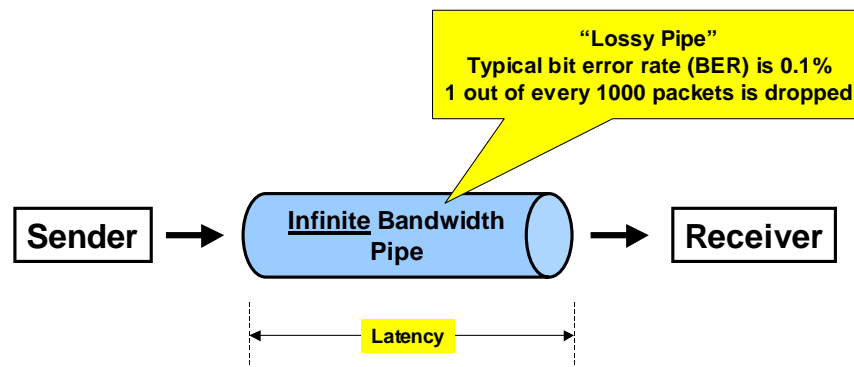 “Lossy Pipe”
Typical bit error rate (BER) is 0.1%
1 out of every 1000 packets is dropped
Sender
Infinite Bandwidth
Pipe
Receiver
Latency